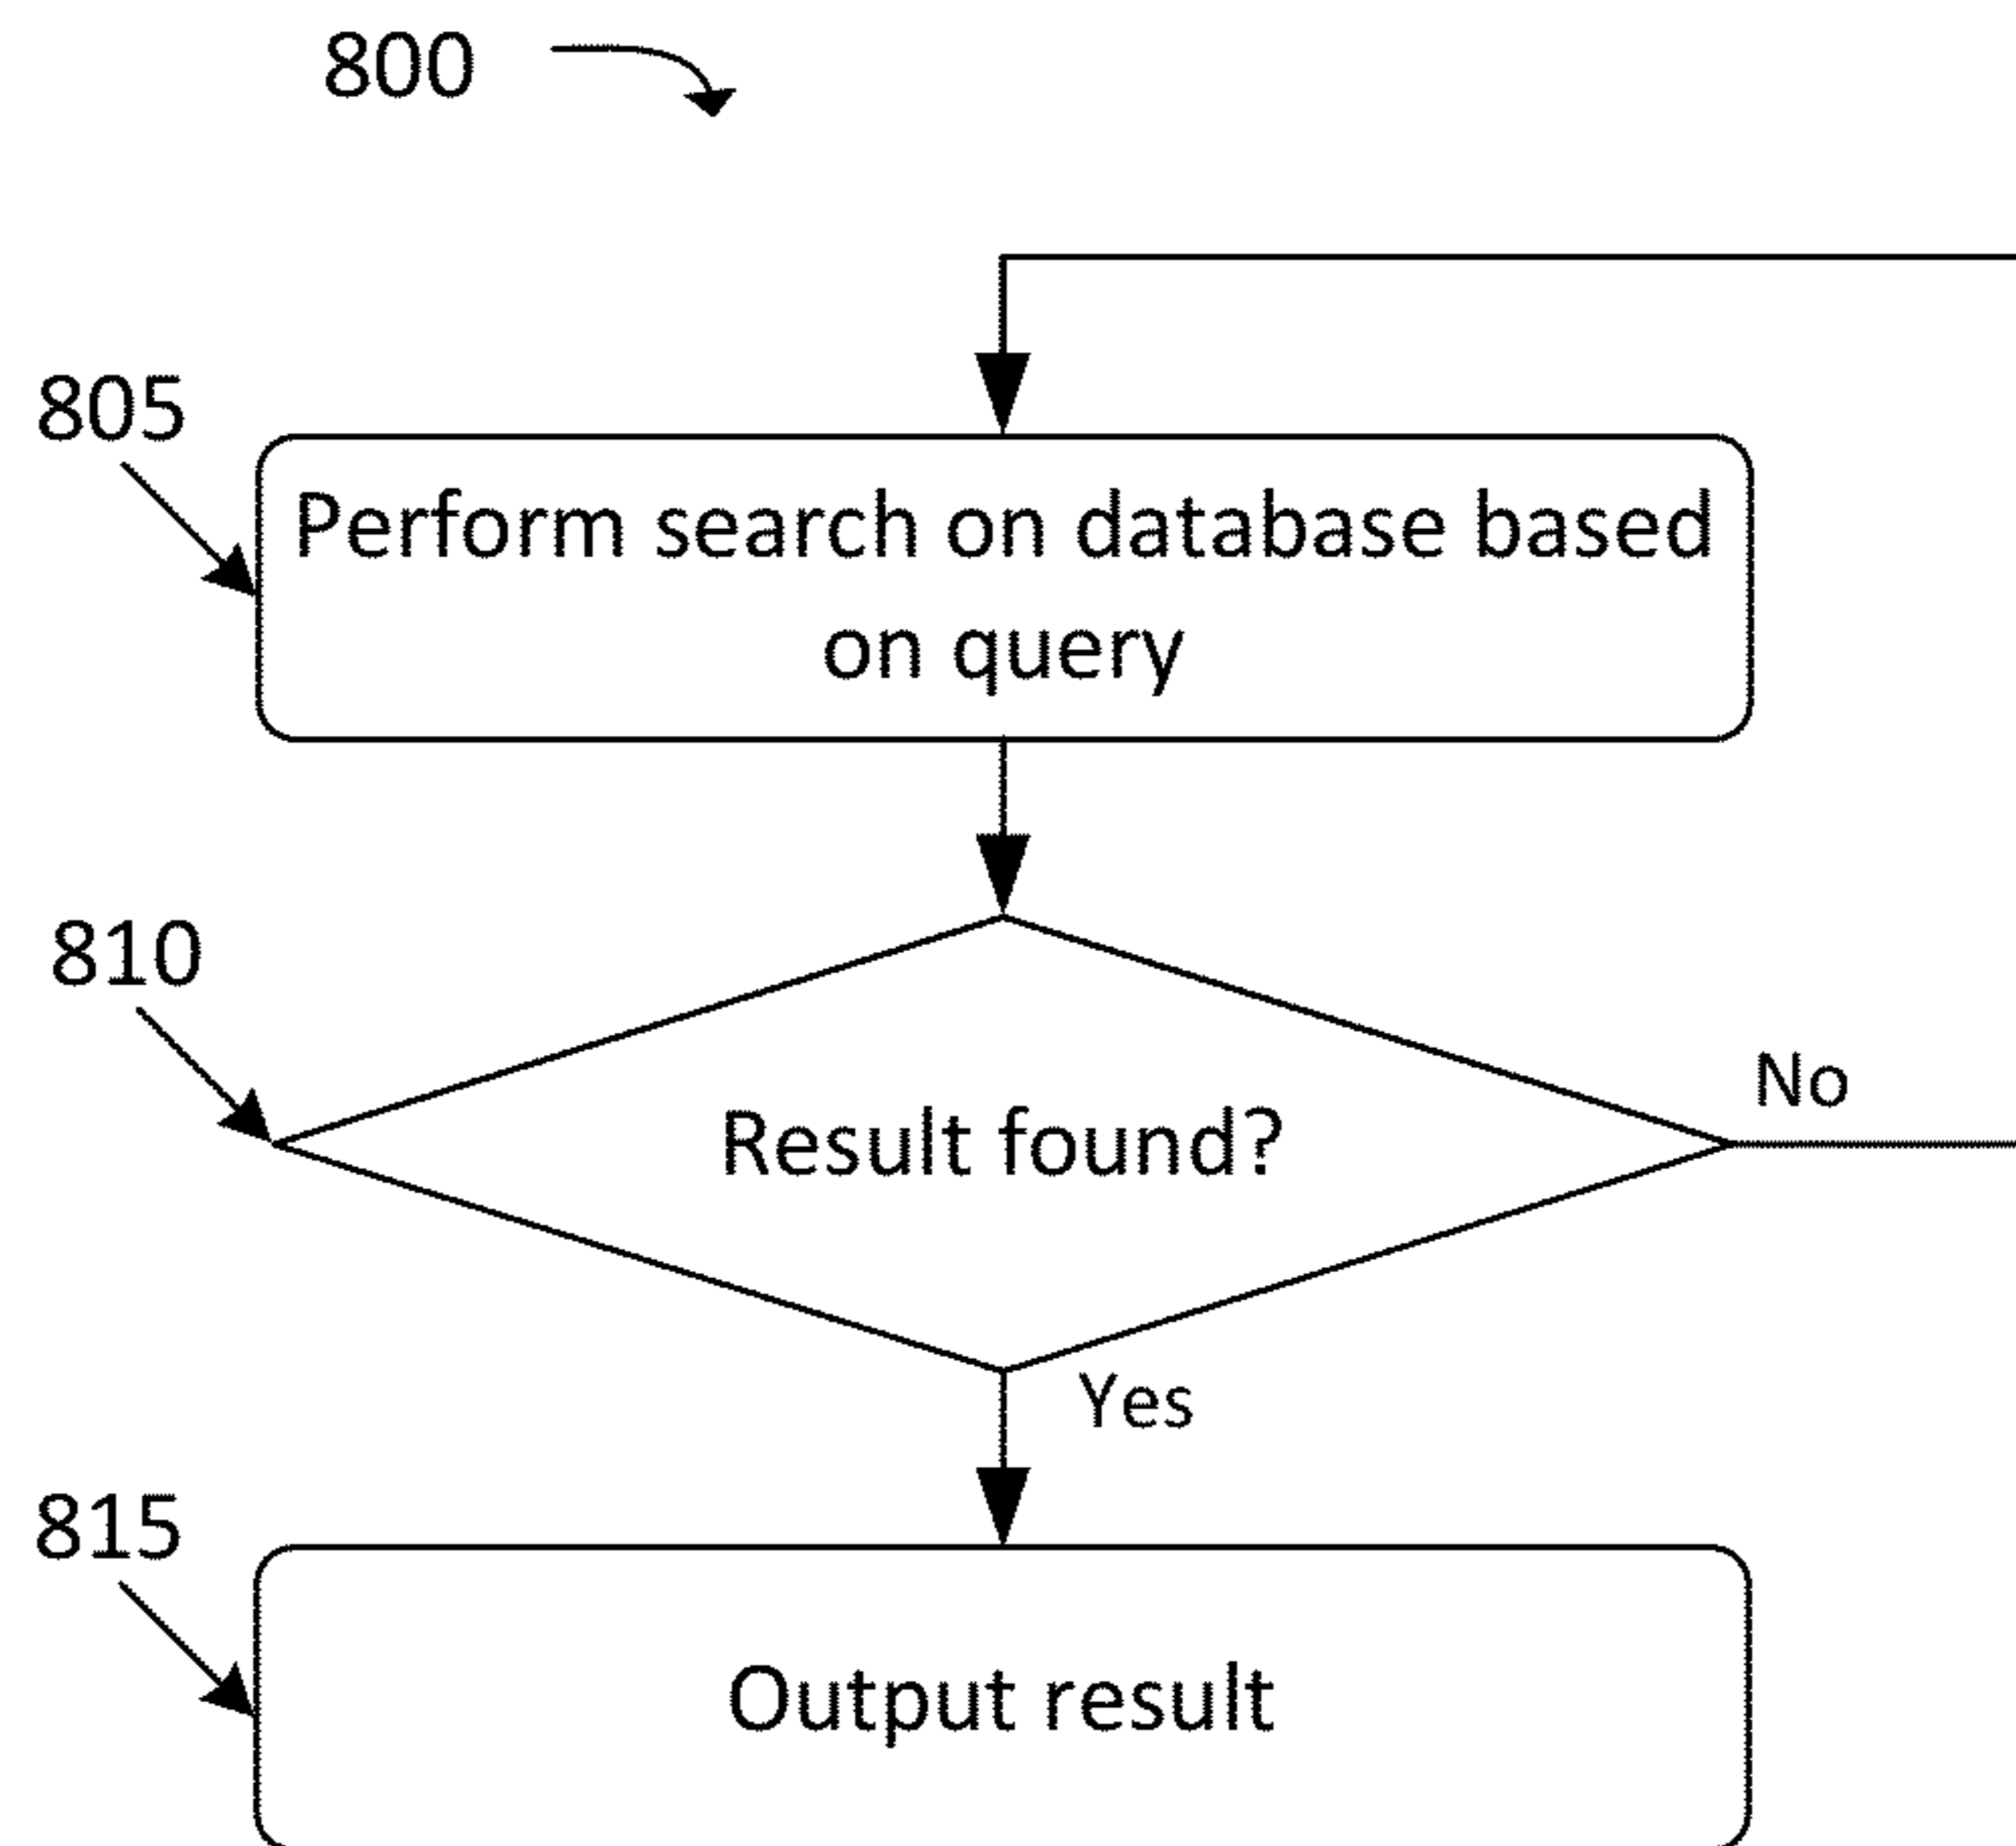 800
805
Perform search on database based
on query
810
Result found?
No
Yes
815
Output result